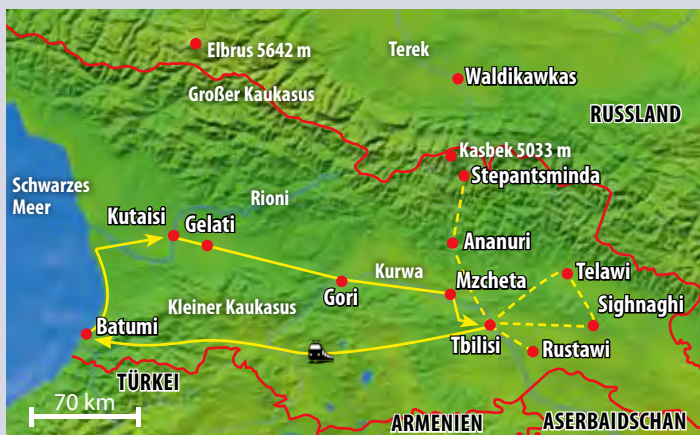 Elbrus 5642 m
Terek
Waldikawkas
Großer Kaukasus
RUSSLAND
Kasbek 5033 m
Stepantsminda
Schwarzes
Meer
Rioni
Kutaisi
Gelati
Ananuri
Kurwa
Telawi
Mzcheta
Gori
Kleiner Kaukasus
Sighnaghi
Batumi
Tbilisi
Rustawi
TÜRKEI
70 km
ARMENIEN
ASERBAIDSCHAN